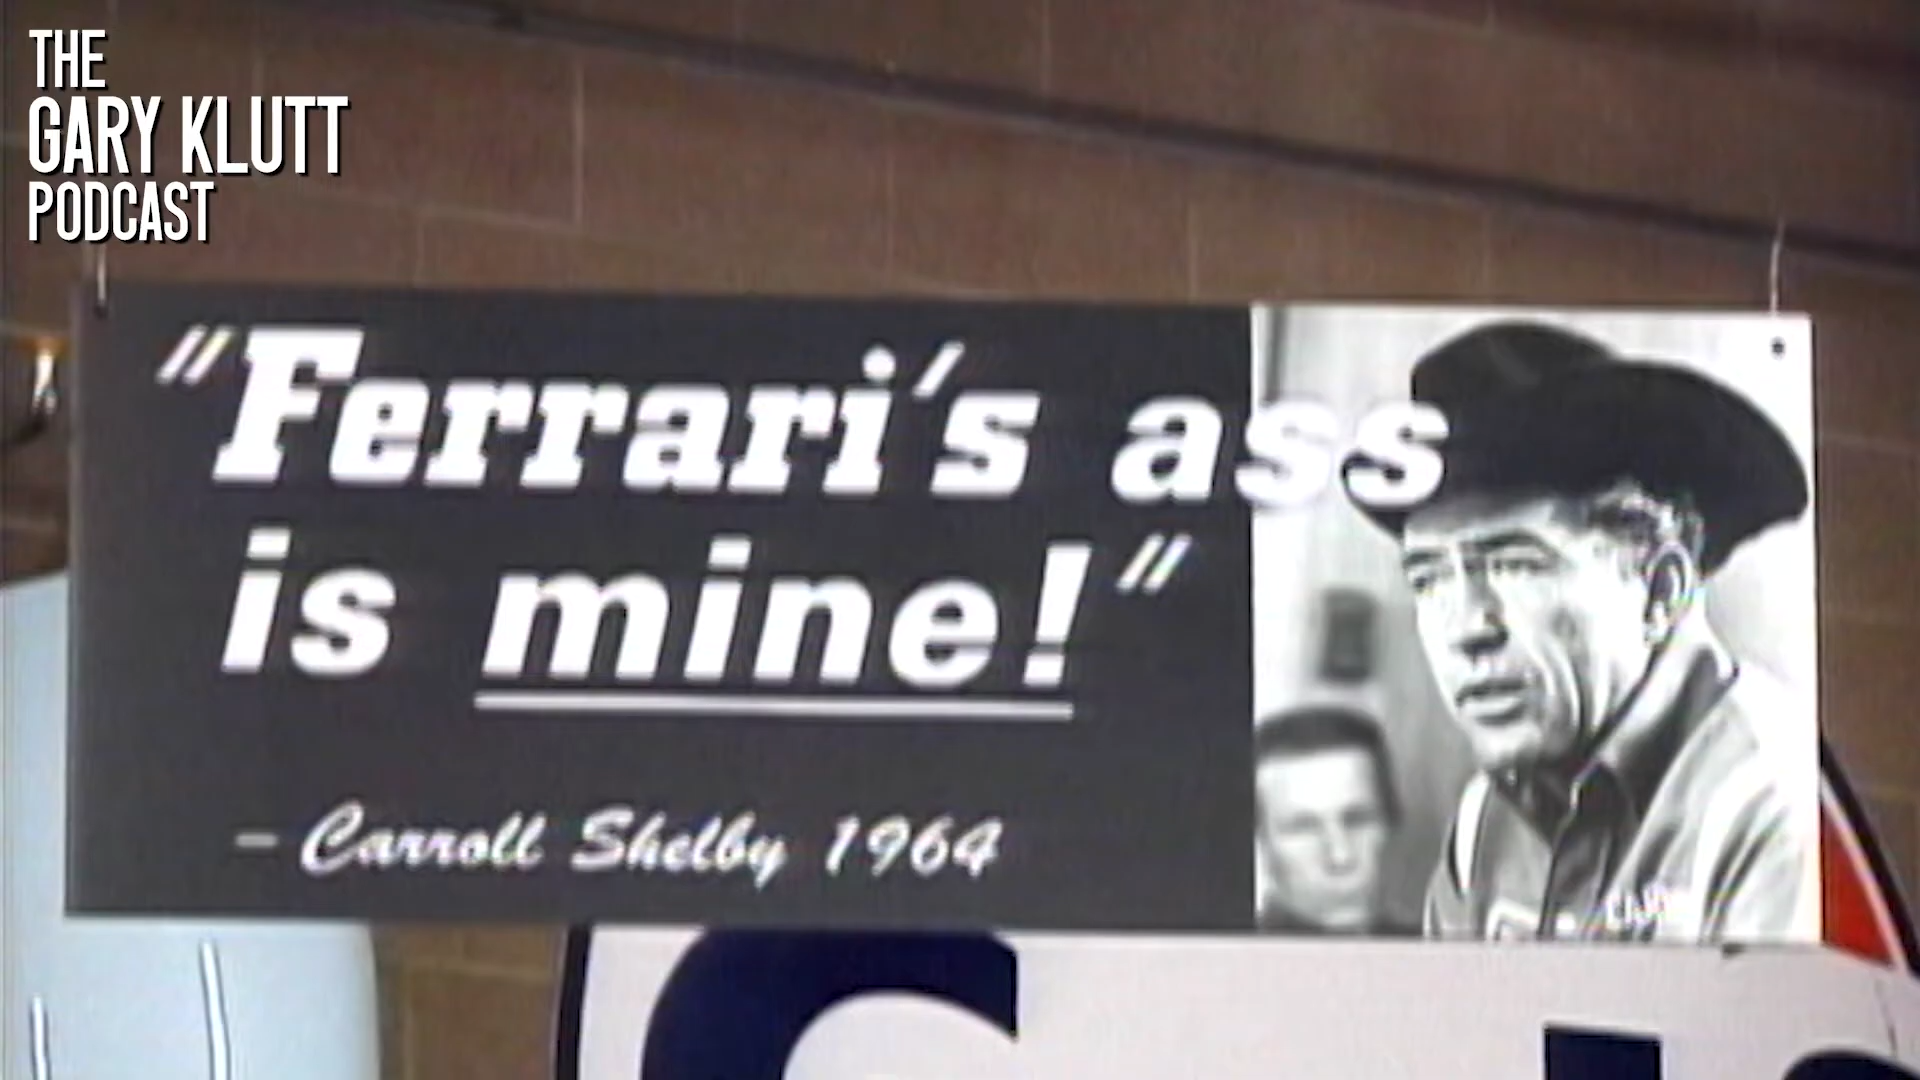 THE
GARY KLUTT
PODCAST
"Ferrari's ass
is mine!"
- Carroll Shelby 1964